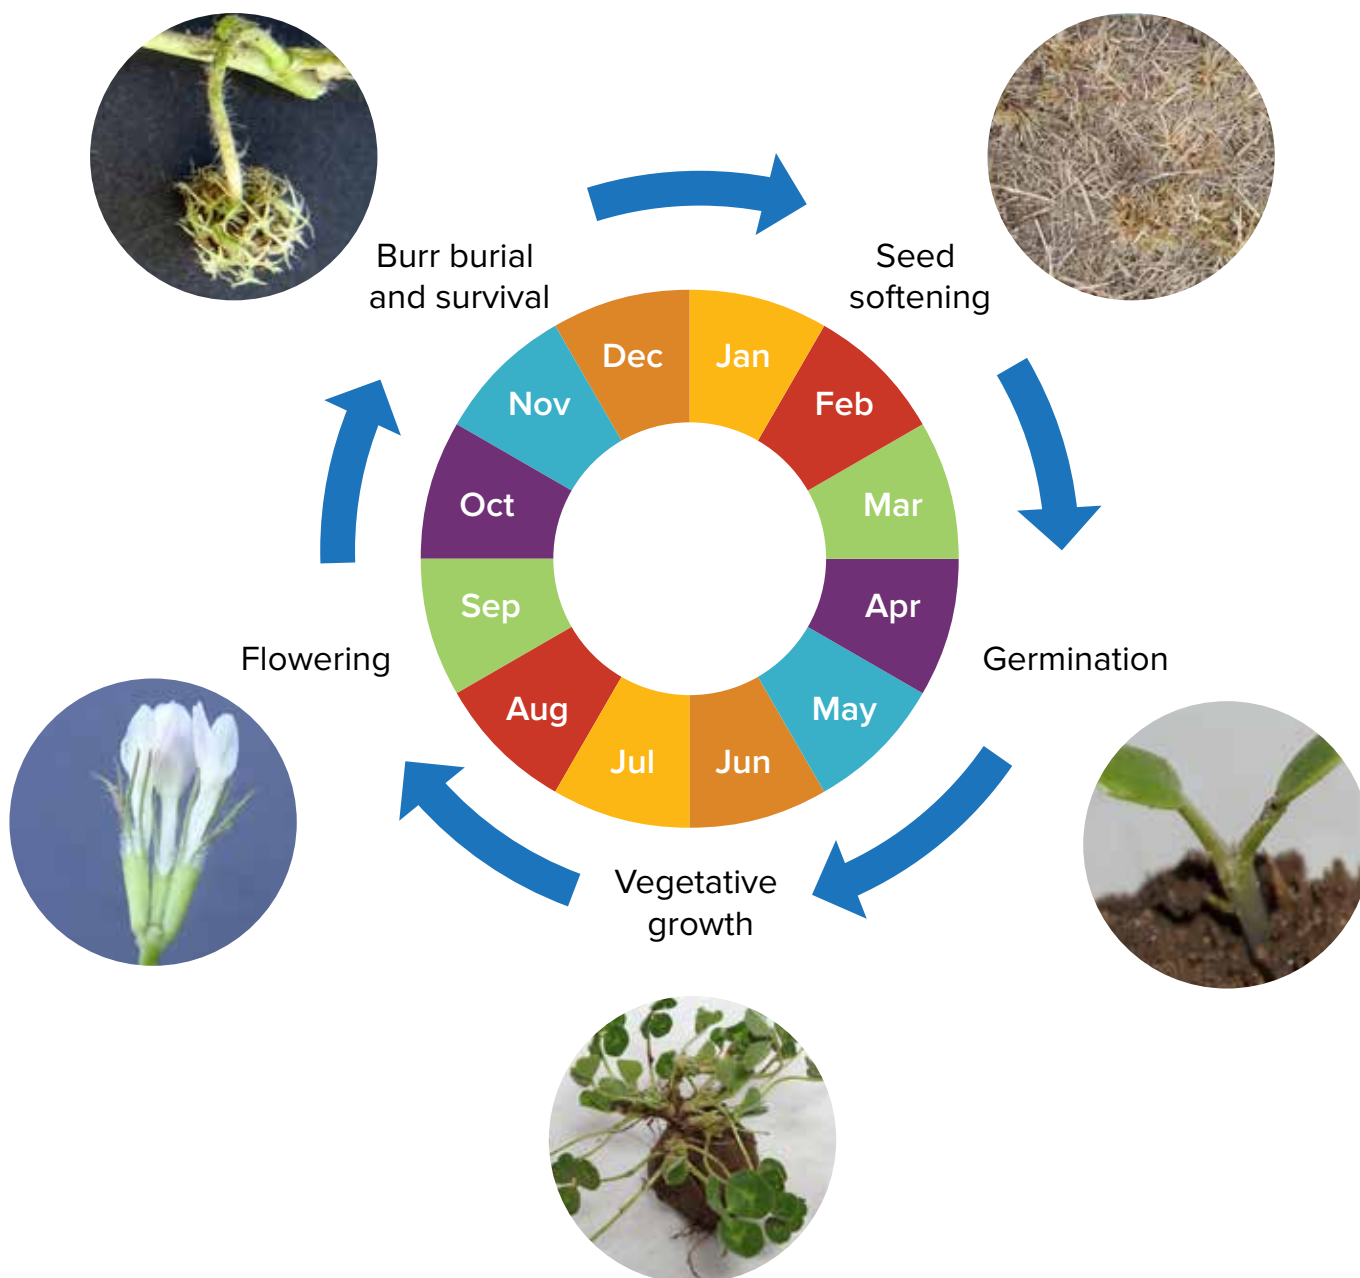 Burr burial
and survival
Seed
softening
Dec
Jan
Nov
Feb
Oct
Mar
Sep
Apr
Flowering
Germination
Aug
May
Jul
Jun
Vegetative
growth